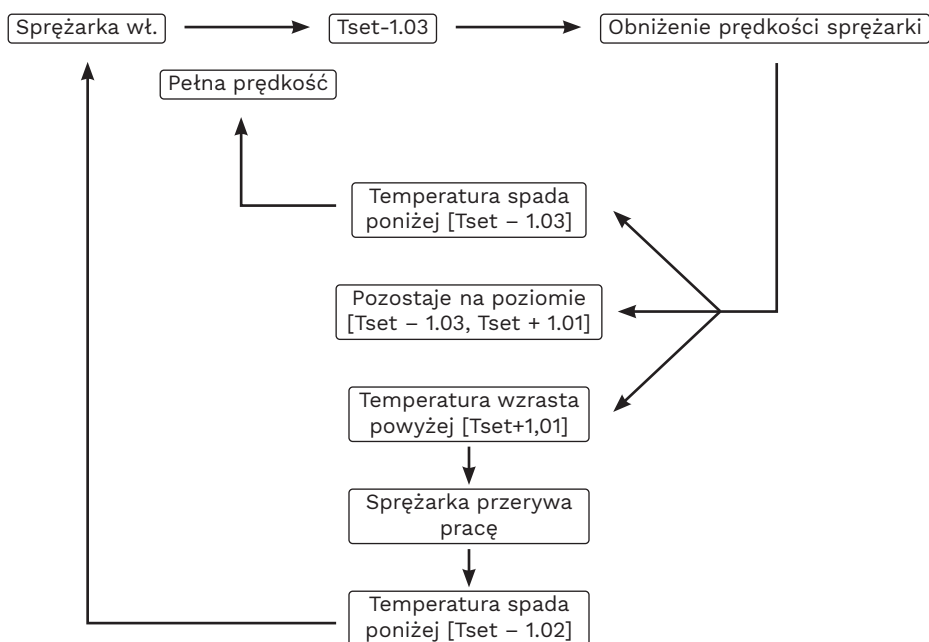 Sprężarka wł.
Tset-1.03
Obniżenie prędkości sprężarki
Pełna prędkość
Temperatura spada
poniżej [Tset – 1.03]
Pozostaje na poziomie
[Tset – 1.03, Tset + 1.01]
Temperatura wzrasta
powyżej [Tset+1,01]
Sprężarka przerywa
pracę
Temperatura spada
poniżej [Tset – 1.02]